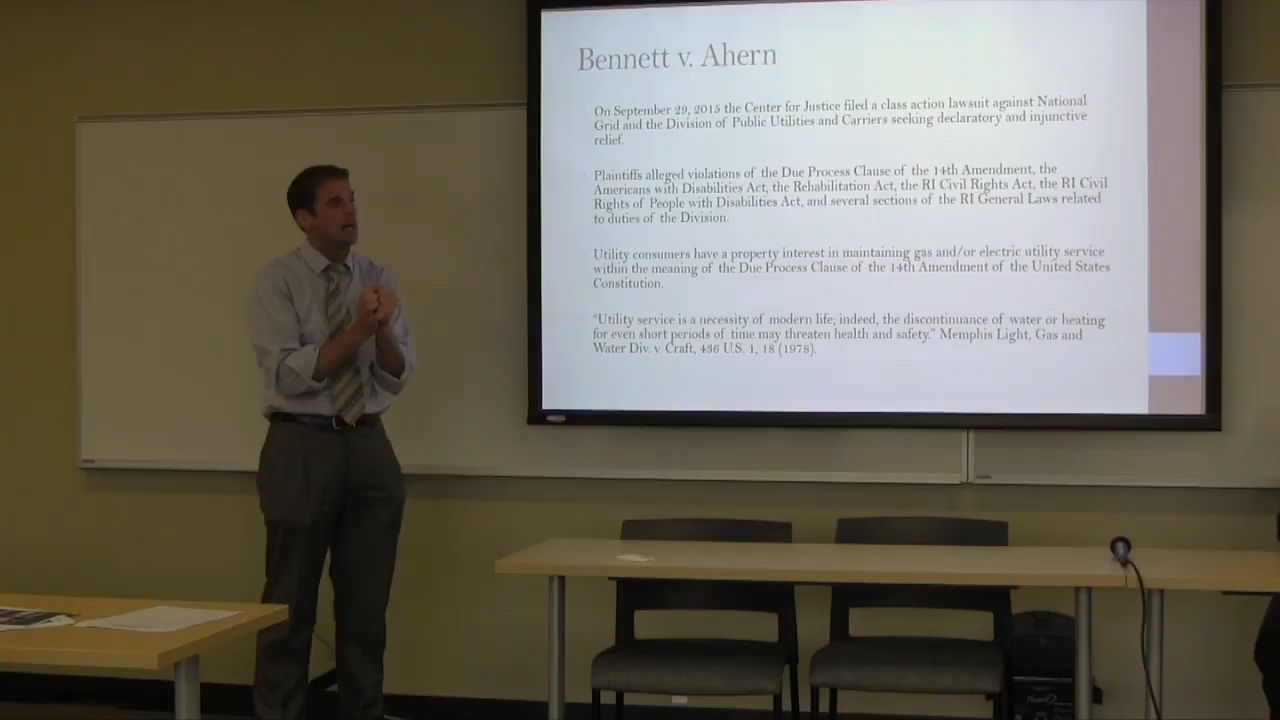 Bennett v. Ahern
On September 29, 2015 the Center for Justice filed a class action lawsuit against National
Grid and the Division of Public Utilities and Carriers seeking declaratory and injunctive
relief.
Plaintiffs alleged violations of the Due Process Clause of the 14th Amendment, the
Americans with Disabilities Act, the Rehabilitation Act, the RI Civil Rights Act, the RI Civil
Rights of People with Disabilities Act, and several sections of the RI General Laws related
to duties of the Division.
Utility consumers have a property interest in maintaining gas and/or electric utility service
within the meaning of the Due Process Clause of the 14th Amendment of the United States
Constitution.
"Utility service is a necessity of modern life; indeed, the discontinuance of water or heating
for even short periods of time may threaten health and safety." Memphis Light, Gas and
Water Div. v. Craft, 436 U.S. 1, 18 (1978).